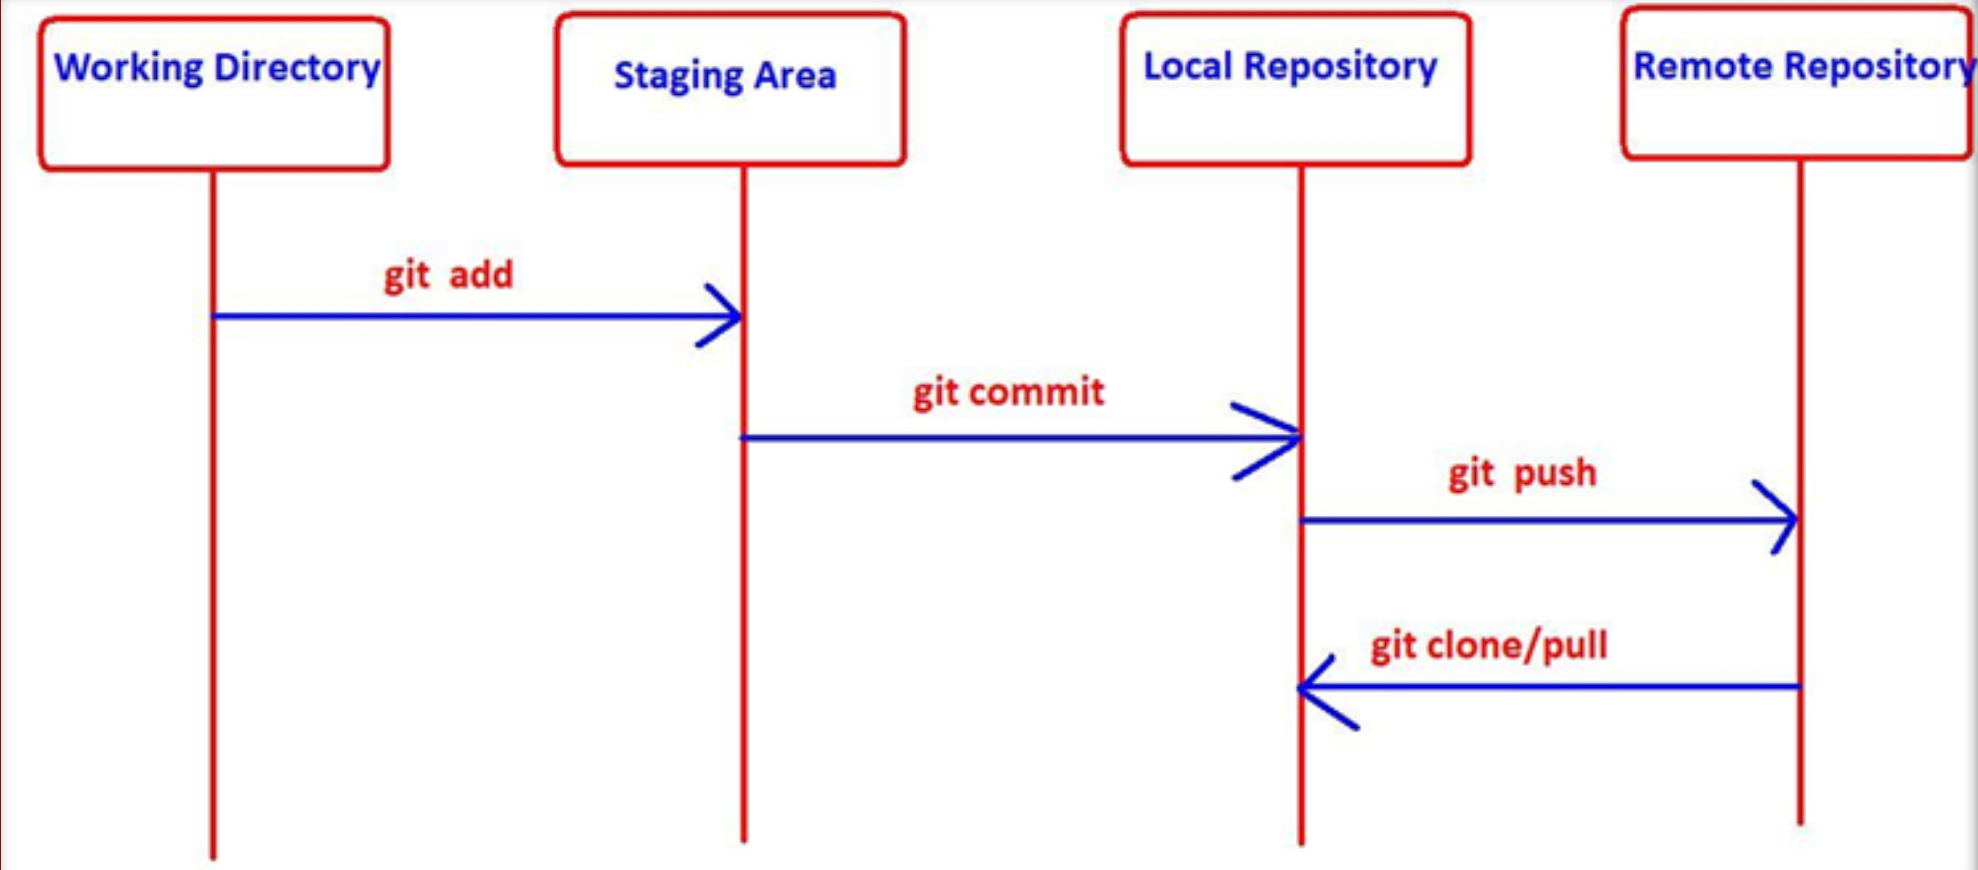 Working Directory
Staging Area
Local Repository
Remote Repository
git add
git commit
git push
git clone/pull